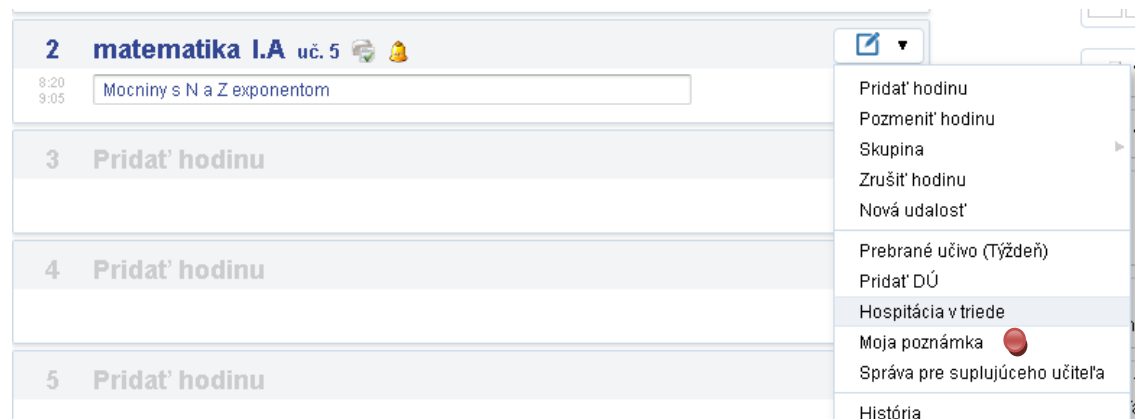 2 matematika I.A uč. 5
8:20
9:05
Mocniny s N a Z exponentom
3 Pridať hodinu
4 Pridať hodinu
5 Pridať hodinu
Pridať hodinu
Pozmeniť hodinu
Skupina
Zrušiť hodinu
Nová udalosť
Prebrané učivo (Týždeň)
Pridať DÚ
Hospitácia v triede
Moja poznámka
Správa pre suplujúceho učiteľa
História